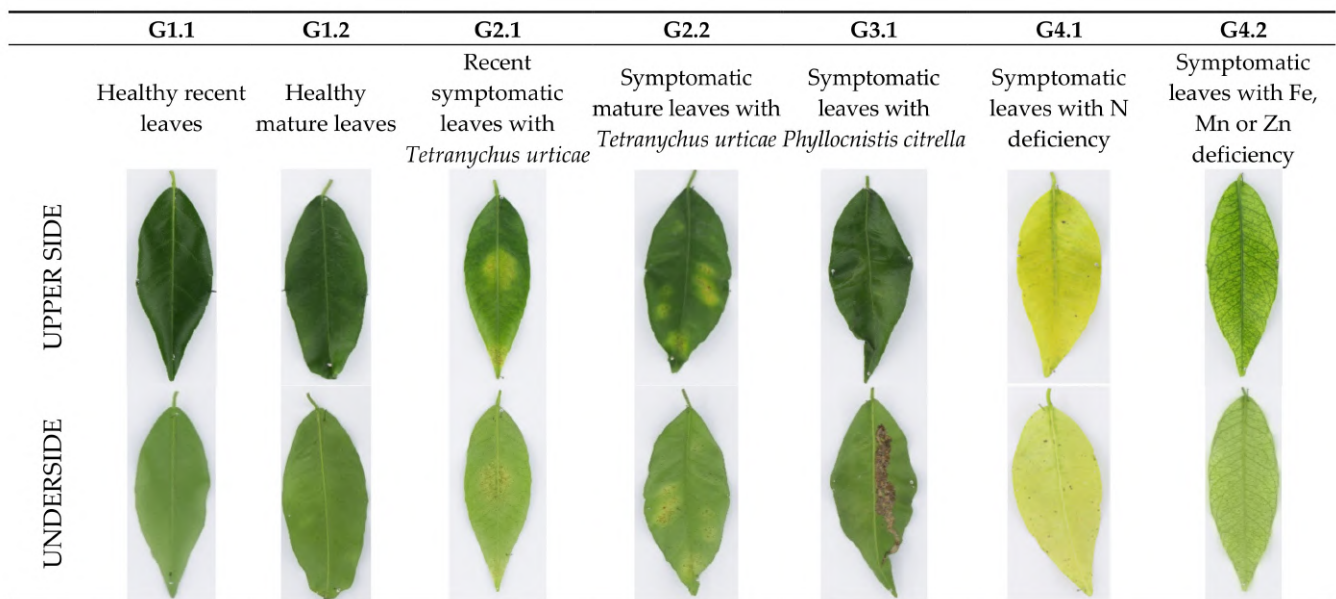 G1.1 G1.2 G2.1 G2.2 G3.1 G4.1 G4.2
Healthy recent
leaves
Healthy
mature leaves
Recent
symptomatic
leaves with
Tetranychus urticae
Symptomatic
mature leaves with
Tetranychus urticae
Symptomatic
leaves with
Phyllocnistis citrella
Symptomatic
leaves with N
deficiency
Symptomatic
leaves with Fe,
Mn or Zn
deficiency
UPPER SIDE
UNDERSIDE